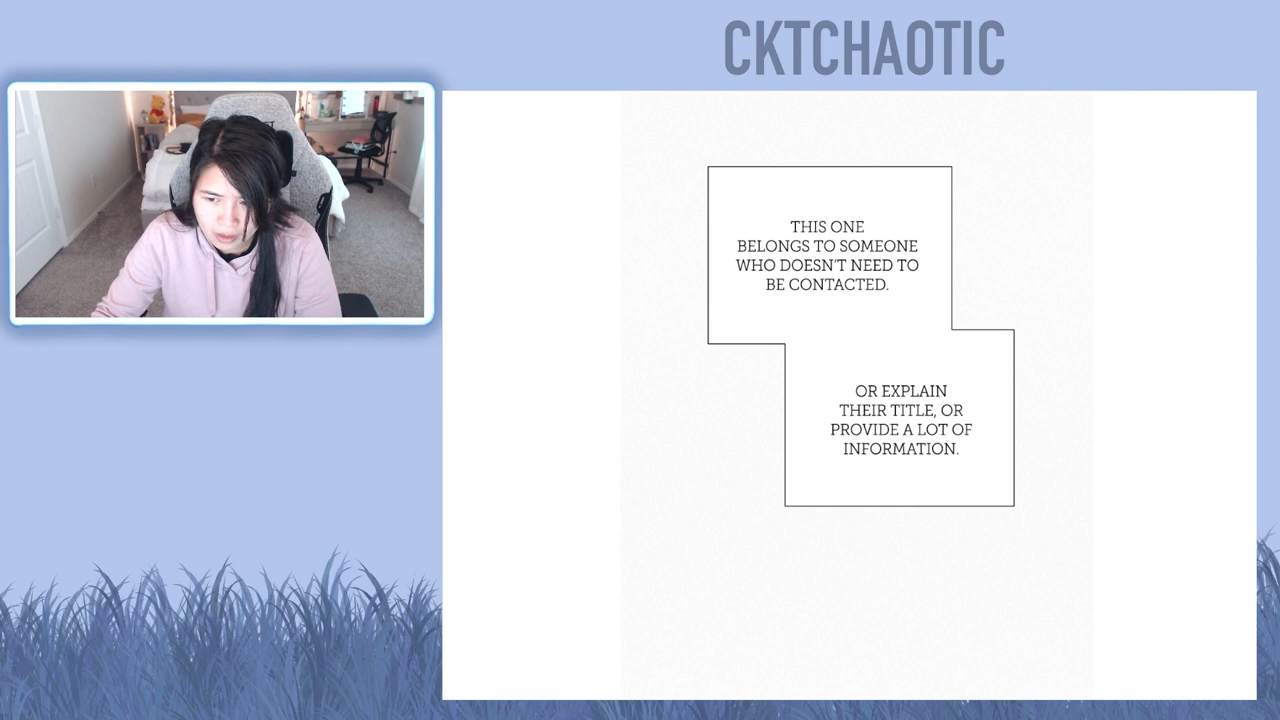 CKTCHAOTIC
THIS ONE
BELONGS TO SOMEONE
WHO DOESN'T NEED TO
BE CONTACTED.
OR EXPLAIN
THEIR TITLE, OR
PROVIDE A LOT OF
INFORMATION.